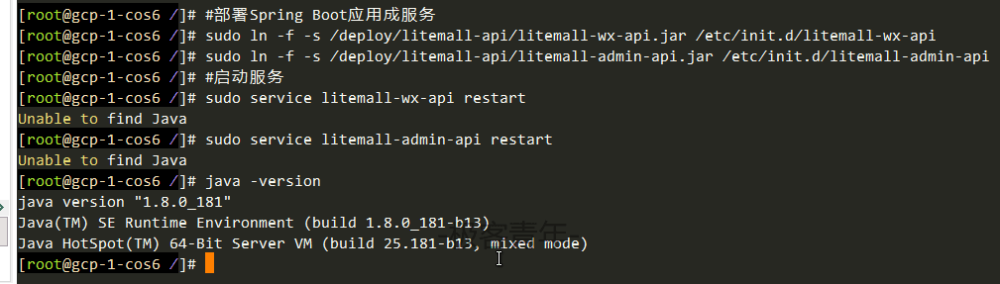 [root@gcp-1-cos6 /]# #部署Spring Boot应用成服务
[root@gcp-1-cos6 /]# sudo ln -f -s /deploy/litemall-api/litemall-wx-api.jar /etc/init.d/litemall-wx-api
[root@gcp-1-cos6 /]# sudo ln -f -s /deploy/litemall-api/litemall-admin-api.jar /etc/init.d/litemall-admin-api
[root@gcp-1-cos6 /]# #启动服务
[root@gcp-1-cos6 /]# sudo service litemall-wx-api restart
Unable to find Java
[root@gcp-1-cos6 /]# sudo service litemall-admin-api restart
Unable to find Java
[root@gcp-1-cos6 /]# java -version
java version "1.8.0_181"
Java(TM) SE Runtime Environment (build 1.8.0_181-b13)
Java HotSpot(TM) 64-Bit Server VM (build 25.181-b13, mixed mode)
[root@gcp-1-cos6 /]#